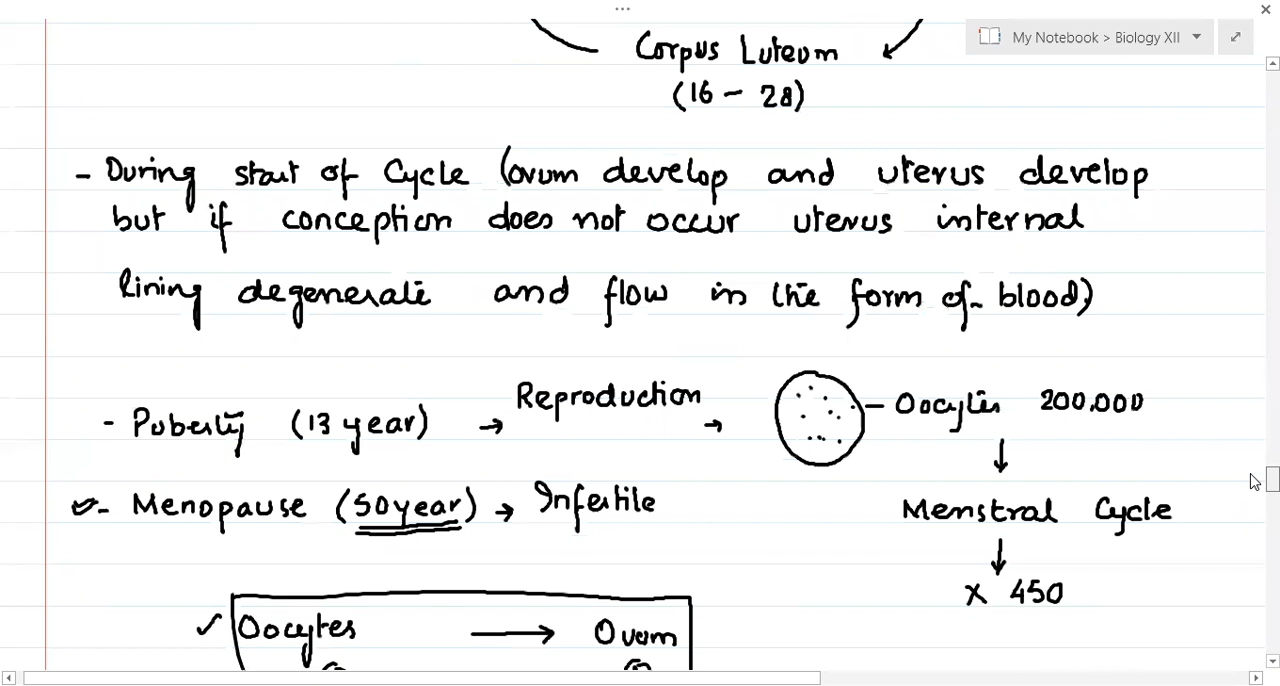 My Notebook > Biology XII
Corpus Luteum
(16 - 28)
- During start of Cycle (ovum develop and uterus develop
but if conception does not occur uterus internal
lining degenerate and flow in the form of blood)
- Puberty (13 year) → Reproduction → - Oocytes 200.000
↓
- Menopause (50 year) → Infertile
Menstral Cycle
↓
x 450
✓ Oocytes → Ovum